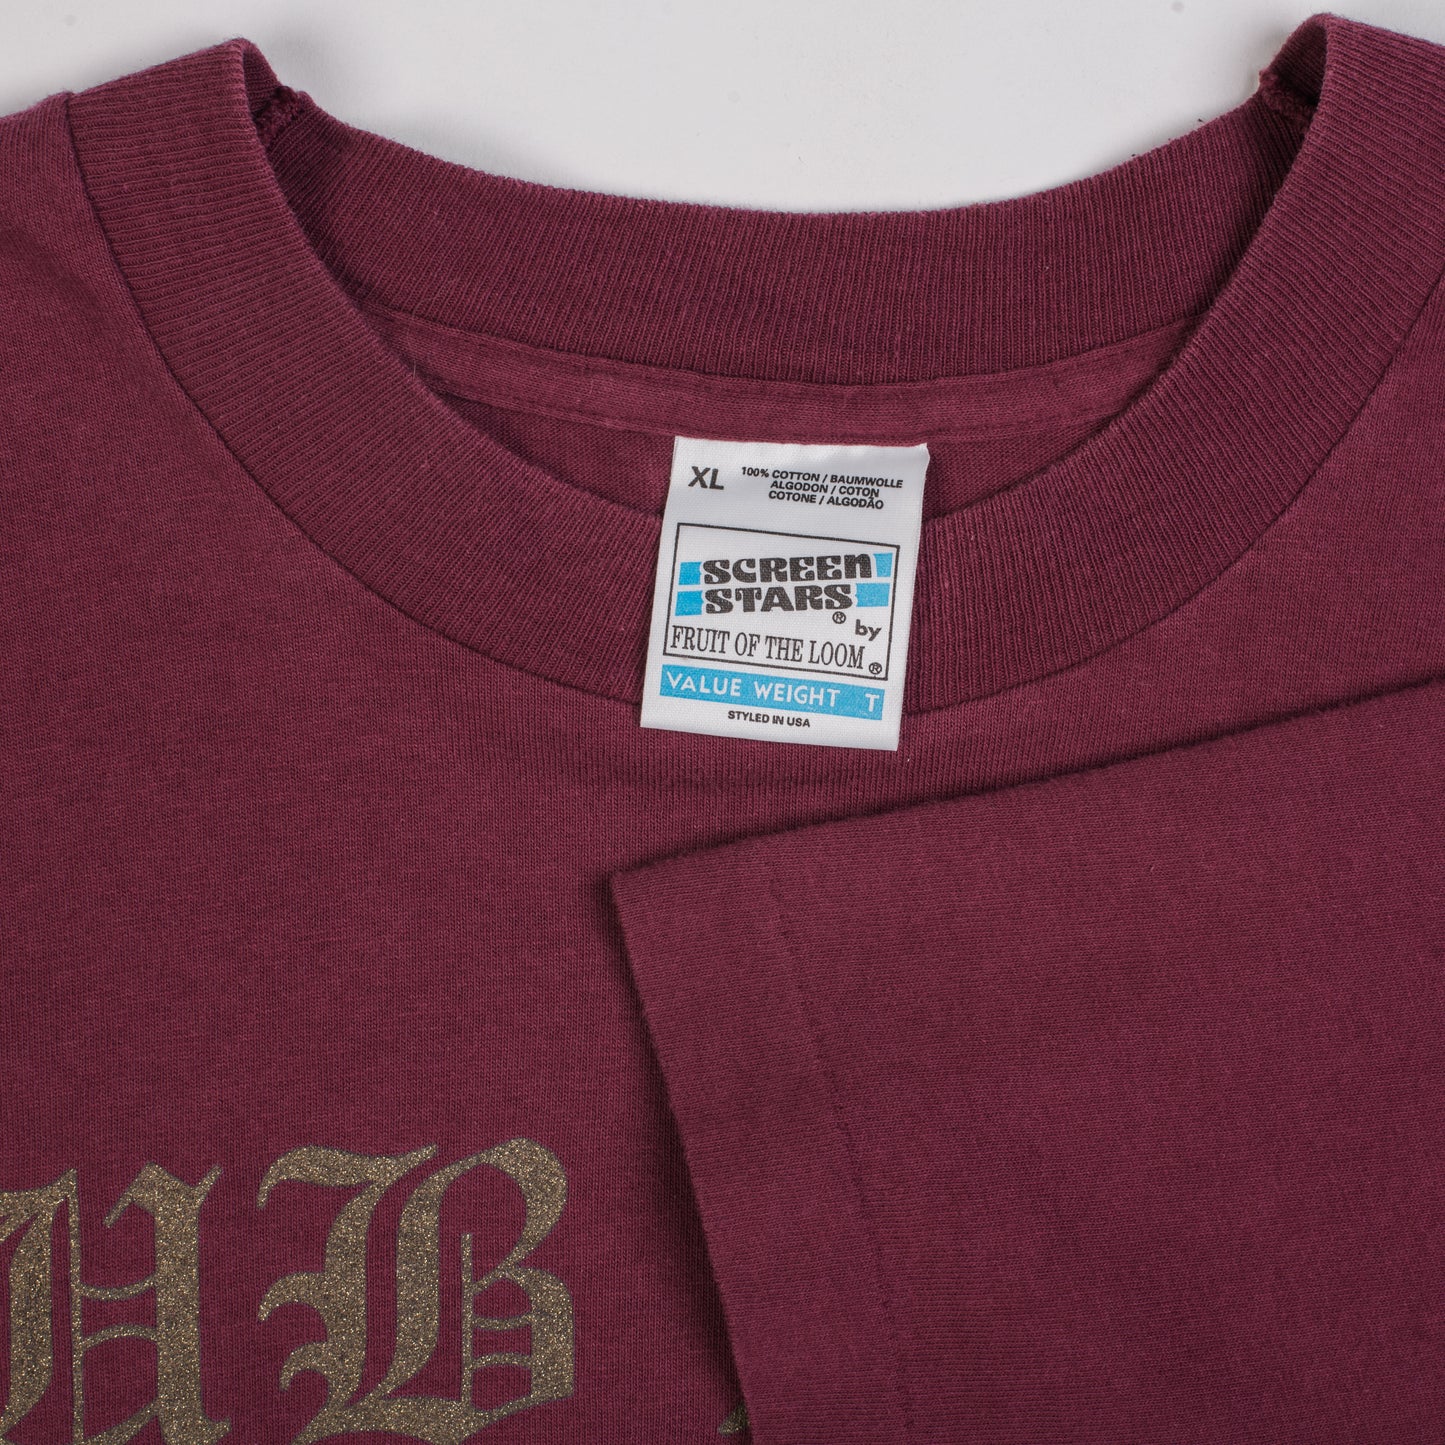 XL
100% COTTON / BAUMWOLLE
ALGODON / COTON
COTONE / ALGODÃO
SCREEN
STARS® by
FRUIT OF THE LOOM®
VALUE WEIGHT T
STYLED IN USA
UB